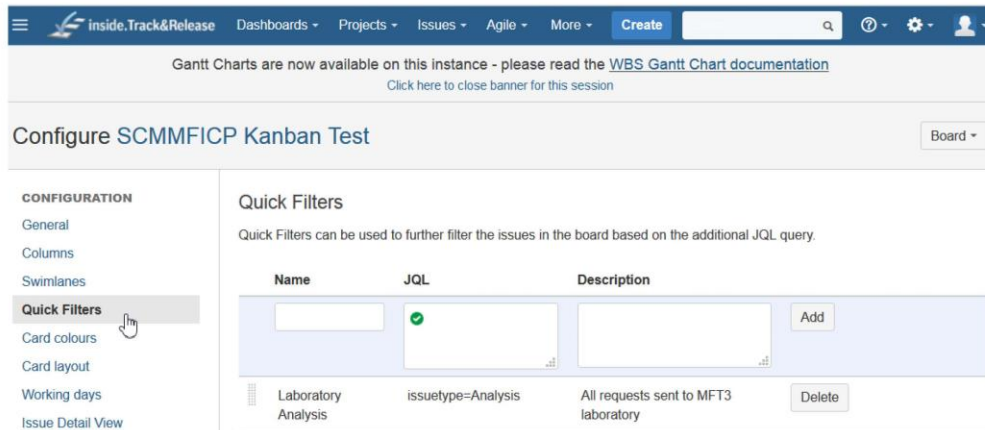 inside.Track&Release Dashboards Projects Issues Agile More Create
Gantt Charts are now available on this instance - please read the WBS Gantt Chart documentation
Click here to close banner for this session
Configure SCMMFICP Kanban Test
Board
CONFIGURATION
General
Columns
Swimlanes
Quick Filters
Card colours
Card layout
Working days
Issue Detail View
Quick Filters
Quick Filters can be used to further filter the issues in the board based on the additional JQL query.
Name JQL Description
Add
Laboratory issuetype=Analysis All requests sent to MFT3 Delete
Analysis laboratory